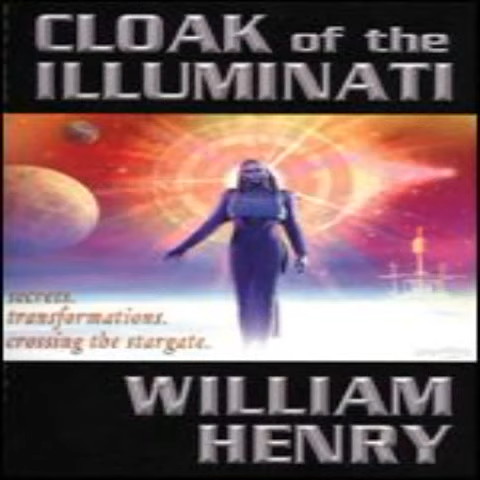 CLOAK of the
ILLUMINATI
secrets.
transformations.
crossing the stargate.
WILLIAM
HENRY